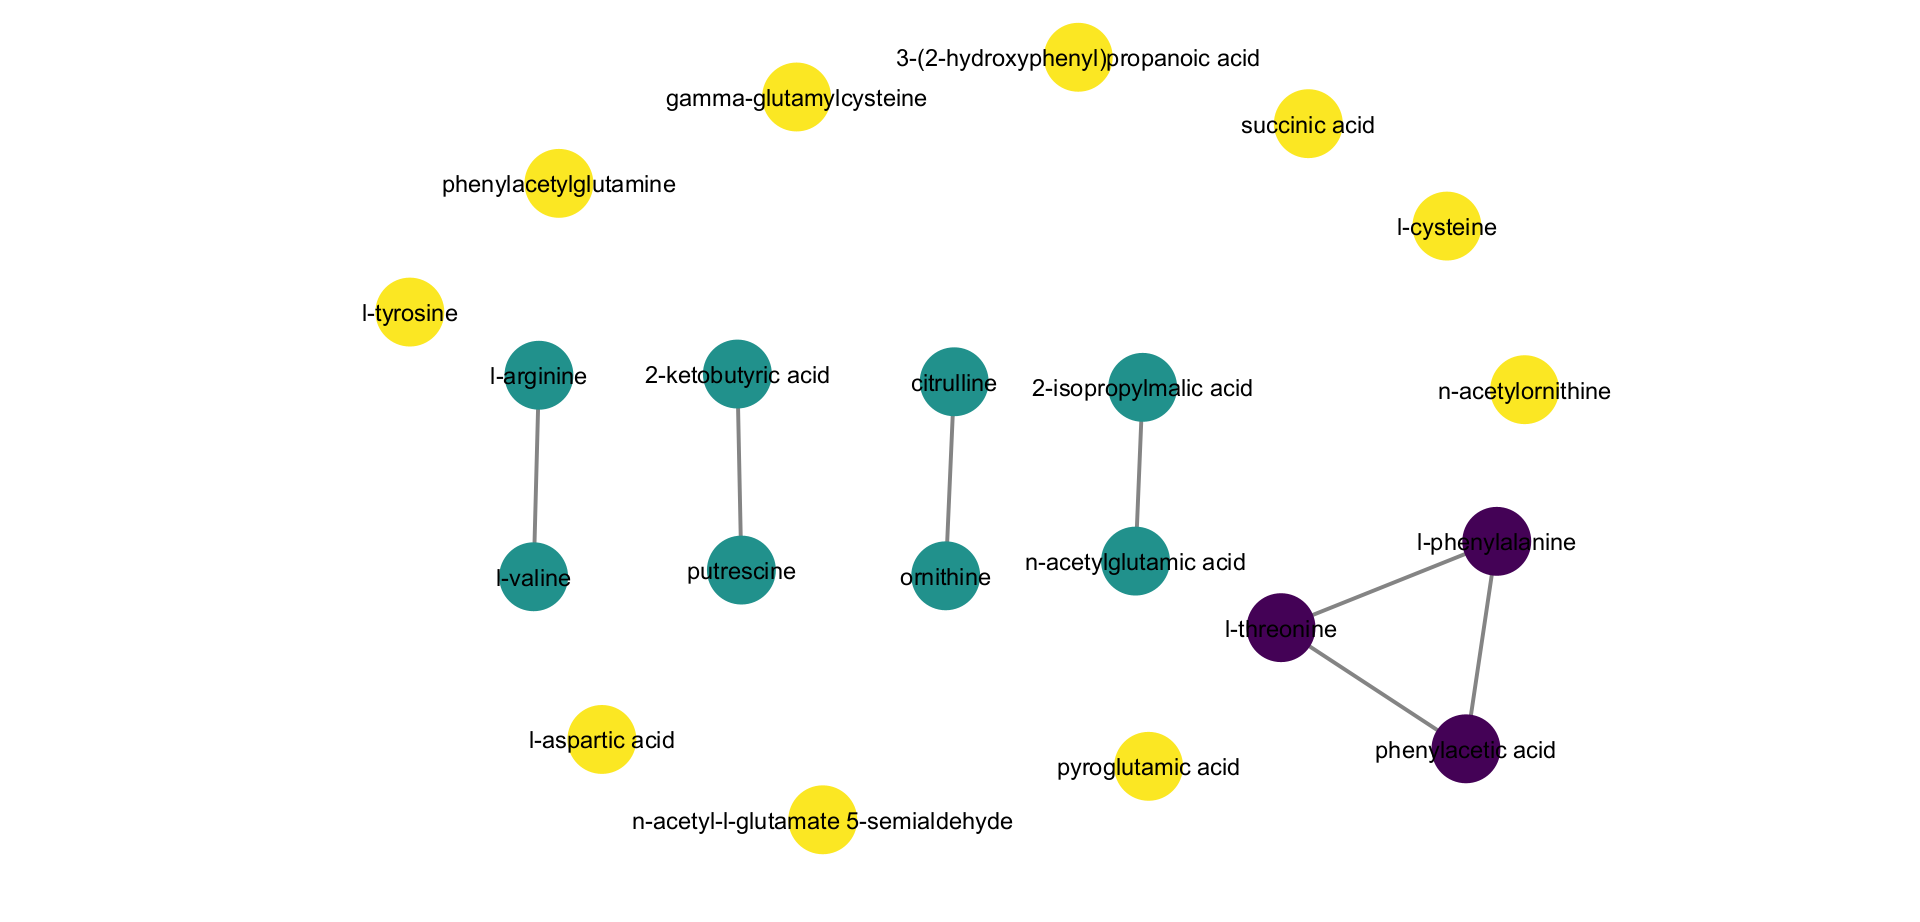 3-(2-hydroxyphenyl)propanoic acid
gamma-glutamylcysteine
succinic acid
phenylacetylglutamine
l-cysteine
l-tyrosine
l-arginine
2-ketobutyric acid
citrulline
2-isopropylmalic acid
n-acetylornithine
l-phenylalanine
l-valine
putrescine
ornithine
n-acetylglutamic acid
l-threonine
l-aspartic acid
pyroglutamic acid
phenylacetic acid
n-acetyl-l-glutamate 5-semialdehyde